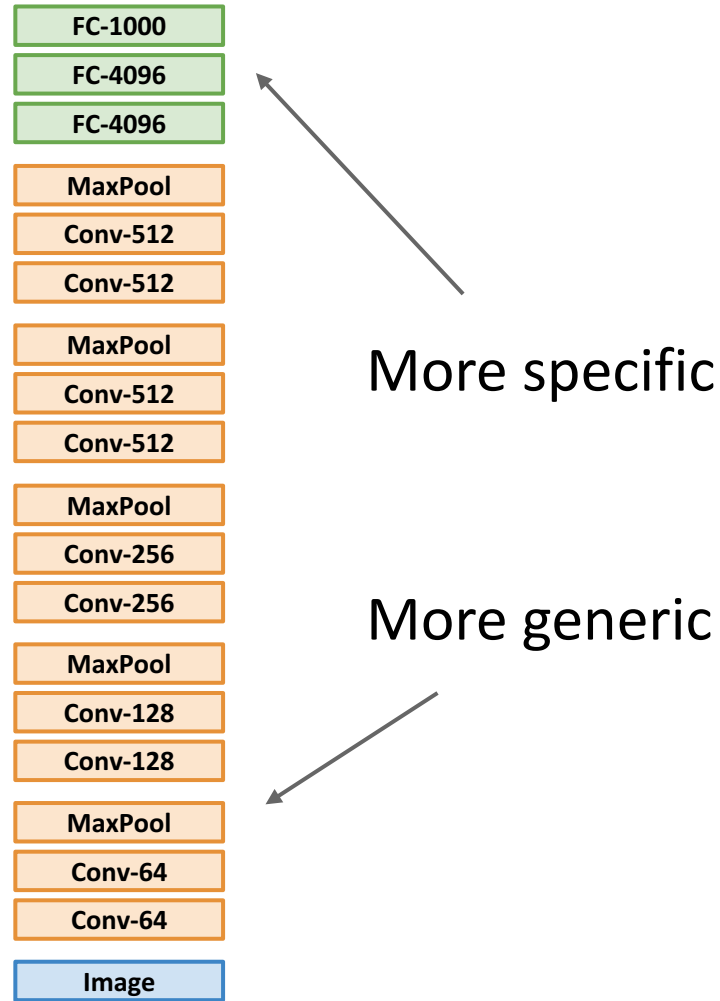 FC-1000
FC-4096
FC-4096
MaxPool
Conv-512
Conv-512
MaxPool
Conv-512
Conv-512
MaxPool
Conv-256
Conv-256
MaxPool
Conv-128
Conv-128
MaxPool
Conv-64
Conv-64
Image
More specific
More generic